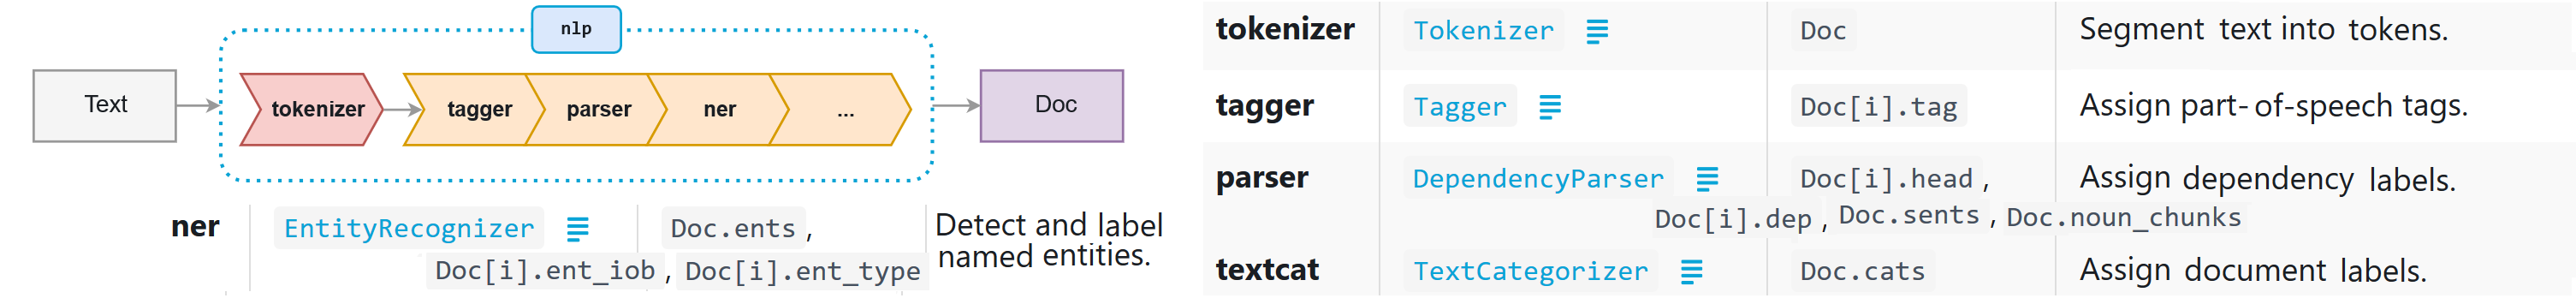 nlp
Text
tokenizer
tagger
parser
ner
...
Doc
ner EntityRecognizer Doc.ents, Detect and label
named entities.
Doc[i].ent_iob, Doc[i].ent_type
tokenizer Tokenizer Doc Segment text into tokens.
tagger Tagger Doc[i].tag Assign part-of-speech tags.
parser DependencyParser Doc[i].head, Assign dependency labels.
Doc[i].dep, Doc.sents, Doc.noun_chunks
textcat TextCategorizer Doc.cats Assign document labels.